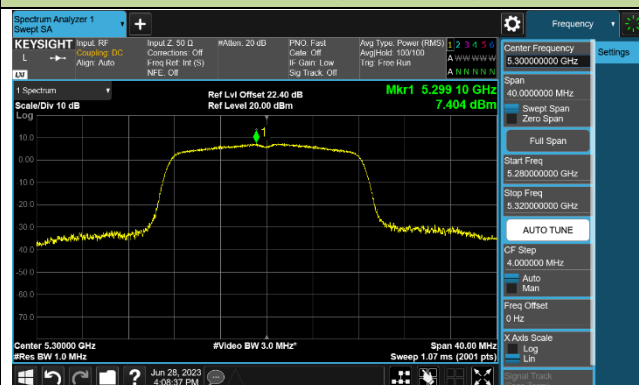 Spectrum Analyzer 1
Swept SA
+
Frequency
KEYSIGHT
L
LXI
Input: RF
Coupling: DC
Align: Auto
Input Z: 50 Ω
Corrections: Off
Freq Ref: Int (S)
NFE: Off
#Atten: 20 dB
PNO: Fast
Gate: Off
IF Gain: Low
Sig Track: Off
Avg Type: Power (RMS)
Avg|Hold: 100/100
Trig: Free Run
1 2 3 4 5 6
A W W W W W
A N N N N N
1 Spectrum
Scale/Div 10 dB
Log
Ref Lvl Offset 22.40 dB
Ref Level 20.00 dBm
Mkr1 5.299 10 GHz
7.404 dBm
1
10.0
0.00
-10.0
-20.0
-30.0
-40.0
-50.0
-60.0
-70.0
Center 5.30000 GHz
#Res BW 1.0 MHz
#Video BW 3.0 MHz*
Span 40.00 MHz
Sweep 1.07 ms (2001 pts)
Jun 28, 2023
4:08:37 PM
?
Center Frequency
5.300000000 GHz
Settings
Span
40.0000000 MHz
Swept Span
Zero Span
Full Span
Start Freq
5.280000000 GHz
Stop Freq
5.320000000 GHz
AUTO TUNE
CF Step
4.000000 MHz
Auto
Man
Freq Offset
0 Hz
X Axis Scale
Log
Lin
Signal Track